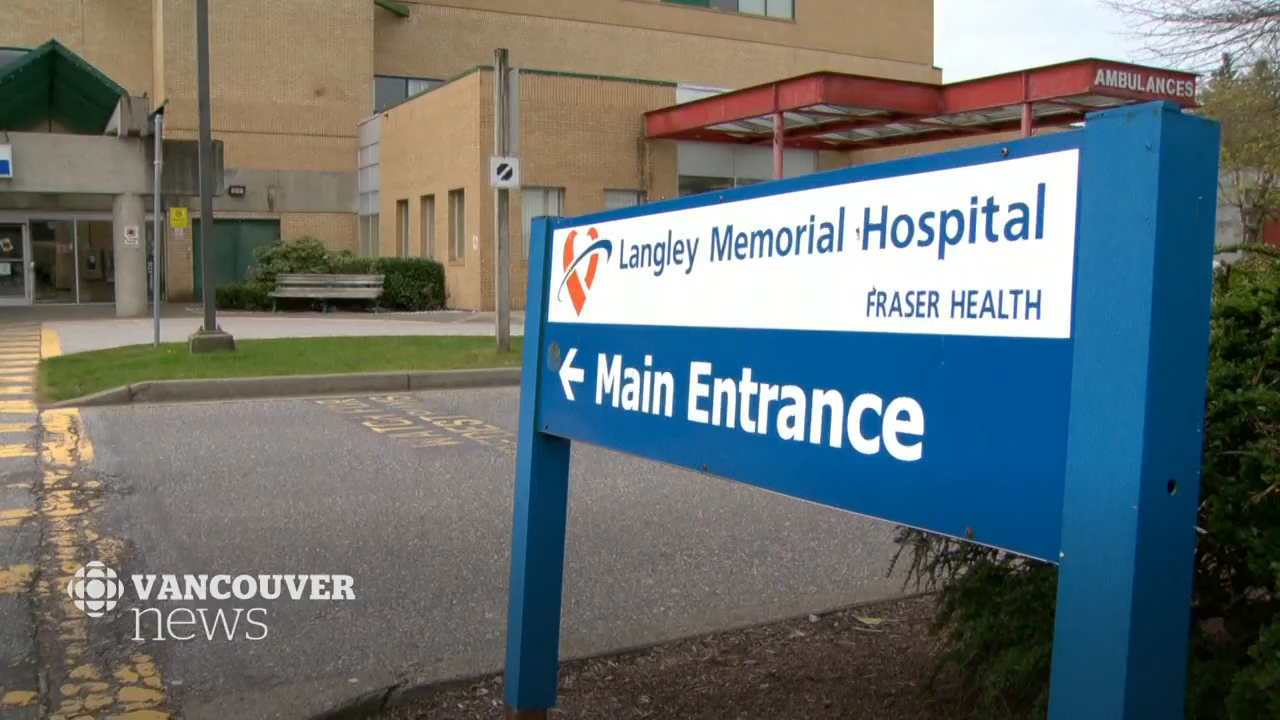 AMBULANCES
Langley Memorial Hospital
FRASER HEALTH
← Main Entrance
VANCOUVER
news